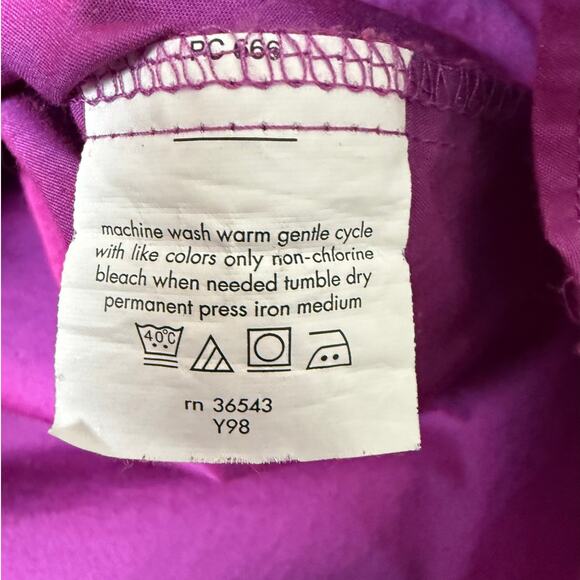 machine wash warm gentle cycle
with like colors only non-chlorine
bleach when needed tumble dry
permanent press iron medium
40°C
rn 36543
Y98